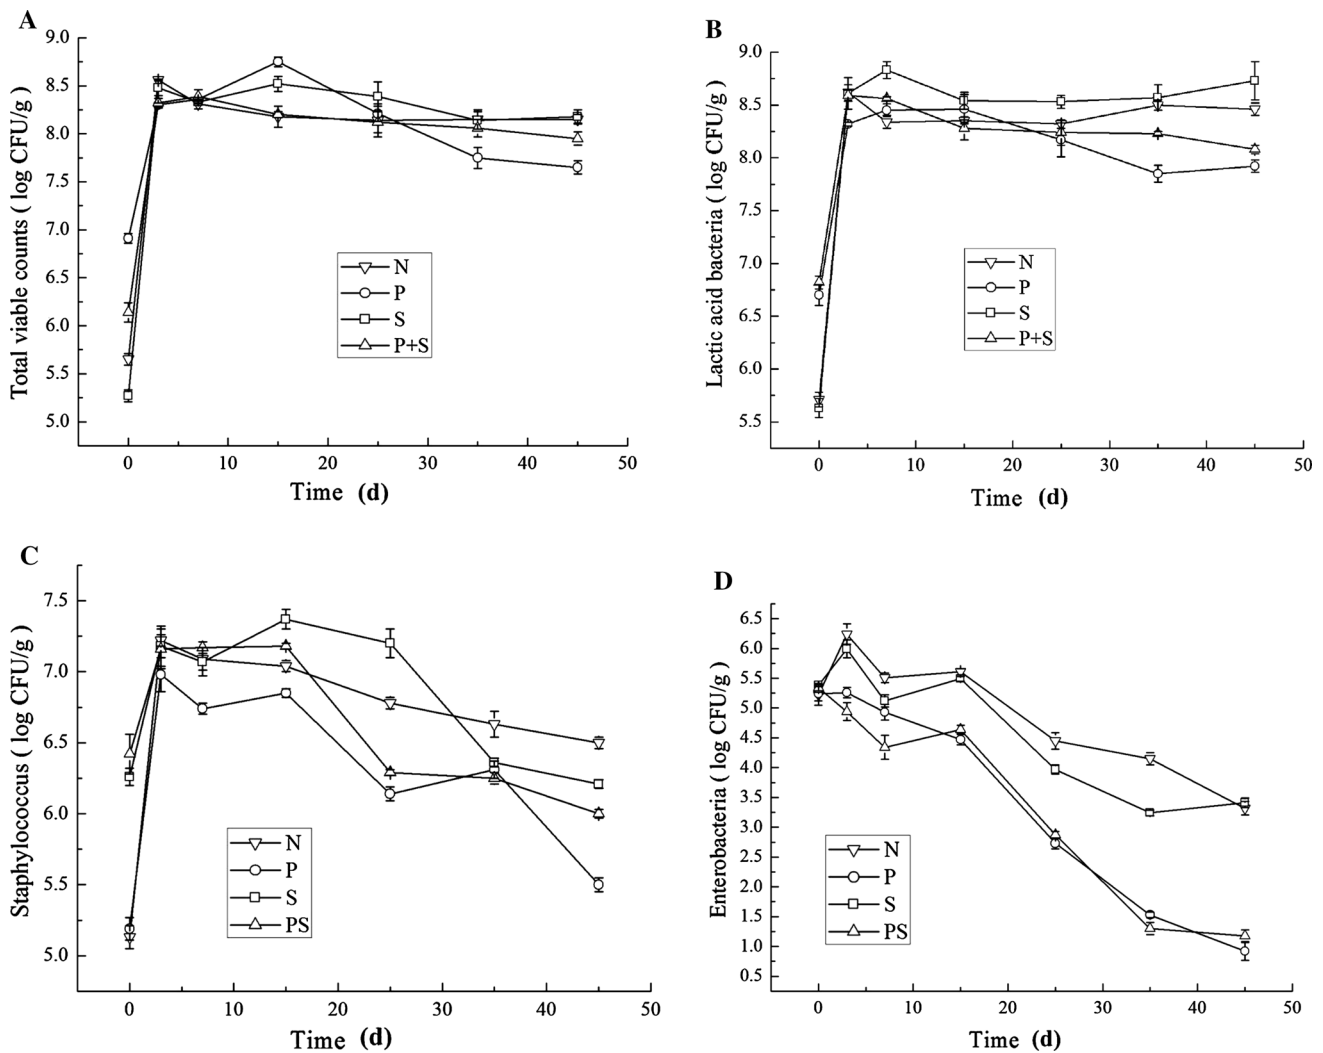 A
8.0
9.0
8.5
8.0
7.5
7.0
6.5
6.0
5.5
5.0
Total viable counts ( log CFU/g )
N
P
S
P+S
0 10 20 30 40 50
Time (d)
B
9.0
8.5
8.0
7.0
6.5
6.0
5.5
Lactic acid bacteria ( log CFU/g )
N
P
S
P+S
0 10 20 30 40 50
Time (d)
C
7.5
7.0
6.5
6.0
5.5
5.0
Staphylococcus ( log CFU/g )
N
P
S
PS
0 10 20 30 40 50
Time (d)
D
6.5
6.0
5.5
5.0
4.5
4.0
3.5
3.0
2.5
2.0
1.5
1.0
0.5
Enterobacteria ( log CFU/g )
N
P
S
PS
0 10 20 30 40 50
Time (d)